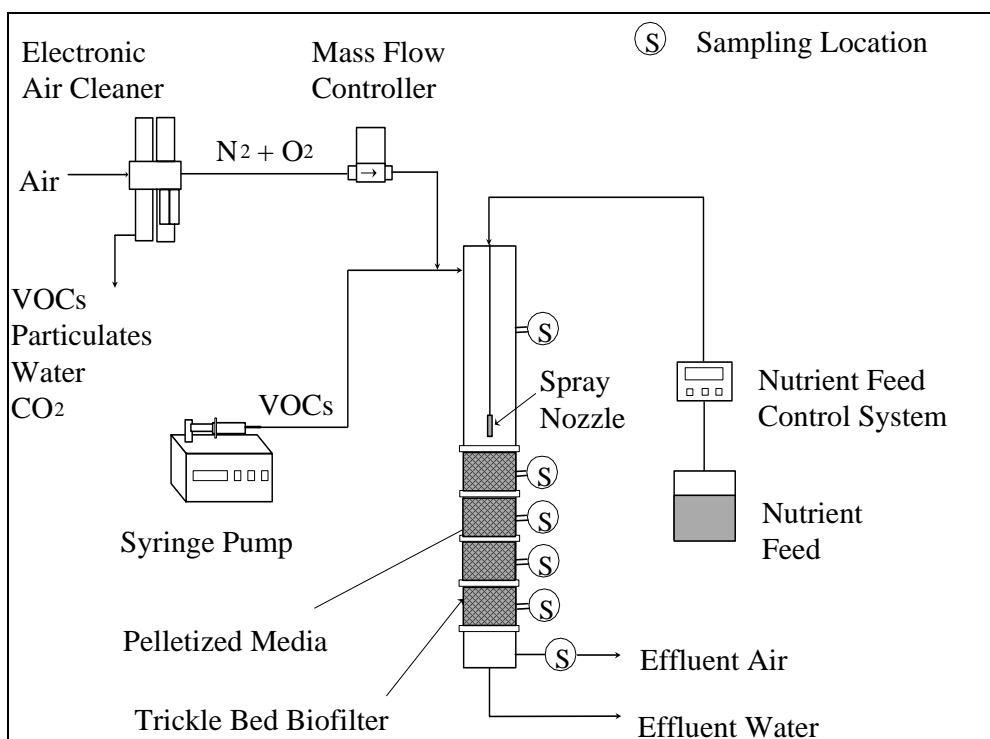 Electronic
Air Cleaner
Mass Flow
Controller
S
Sampling Location
N2 + O2
Air
VOCs
Particulates
Water
CO2
S
VOCs
Spray
Nozzle
Nutrient Feed
Control System
S
S
Nutrient
Feed
Syringe Pump
S
S
Pelletized Media
S
Effluent Air
Trickle Bed Biofilter
Effluent Water